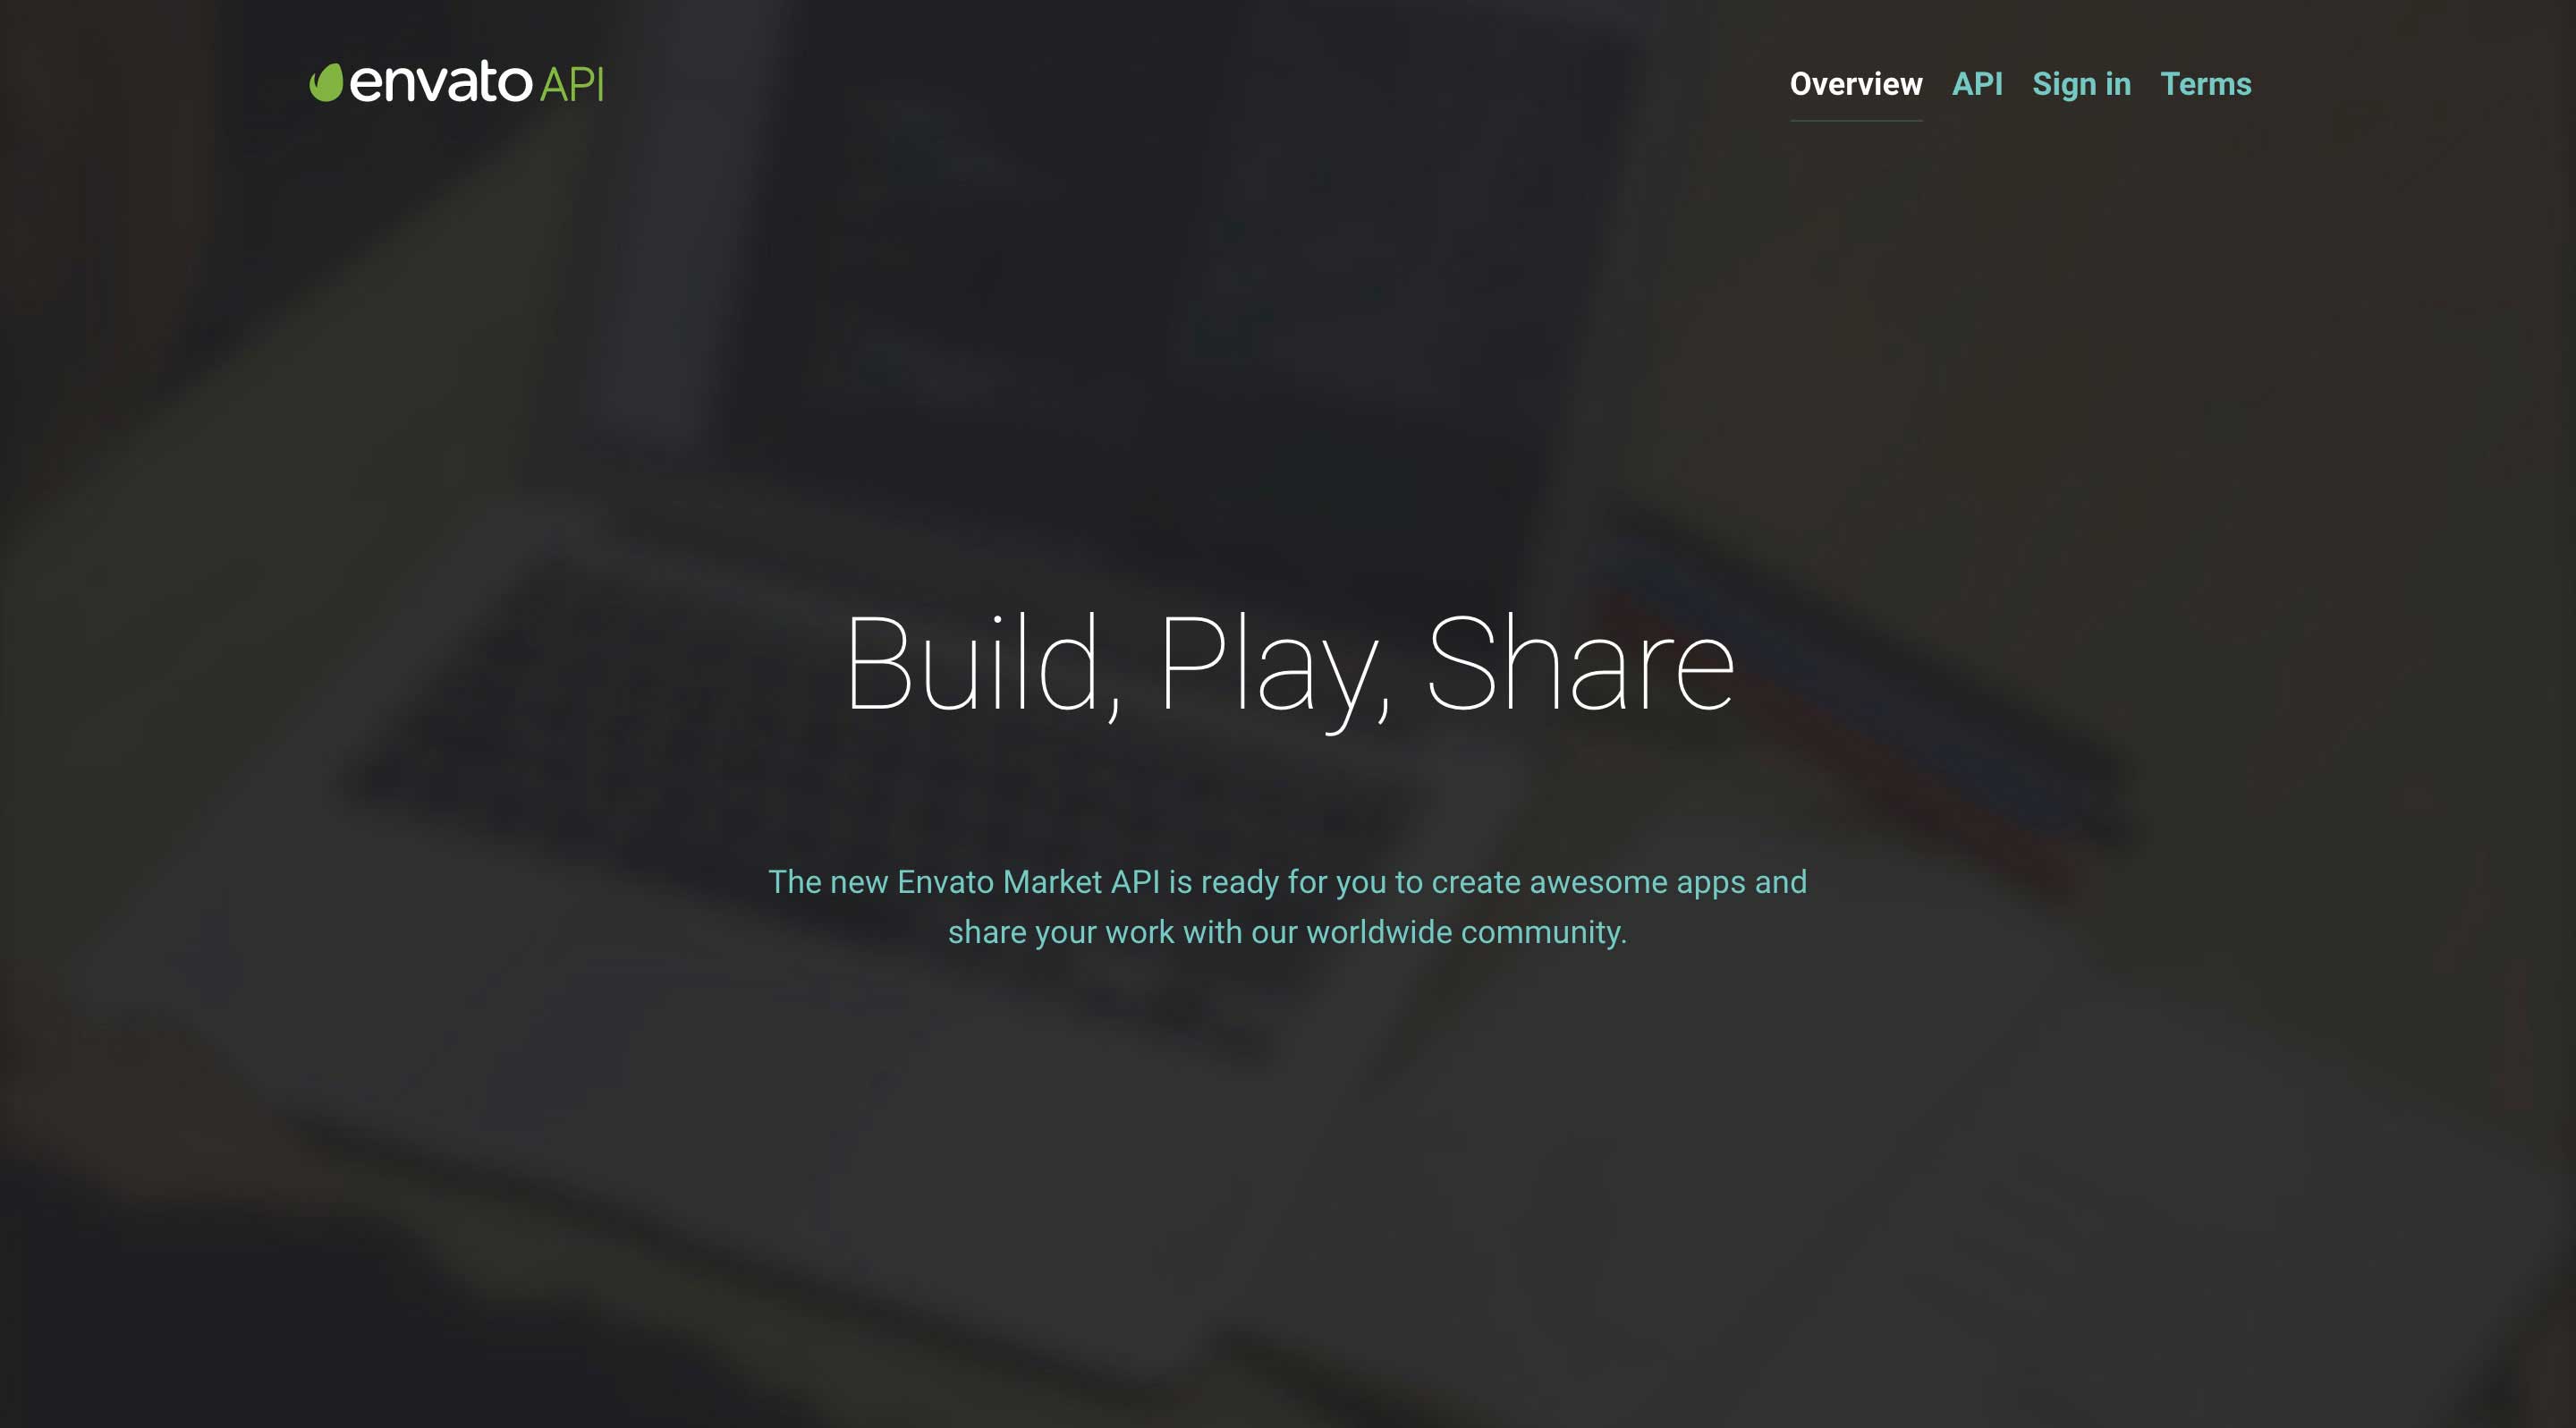 envato API
Overview API Sign in Terms
Build, Play, Share
The new Envato Market API is ready for you to create awesome apps and
share your work with our worldwide community.